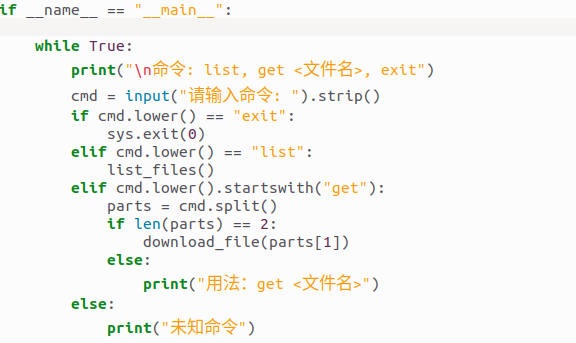 if __name__ == "__main__":
while True:
print("\n命令: list, get <文件名>, exit")
cmd = input("请输入命令: ").strip()
if cmd.lower() == "exit":
sys.exit(0)
elif cmd.lower() == "list":
list_files()
elif cmd.lower().startswith("get"):
parts = cmd.split()
if len(parts) == 2:
download_file(parts[1])
else:
print("用法：get <文件名>")
else:
print("未知命令")